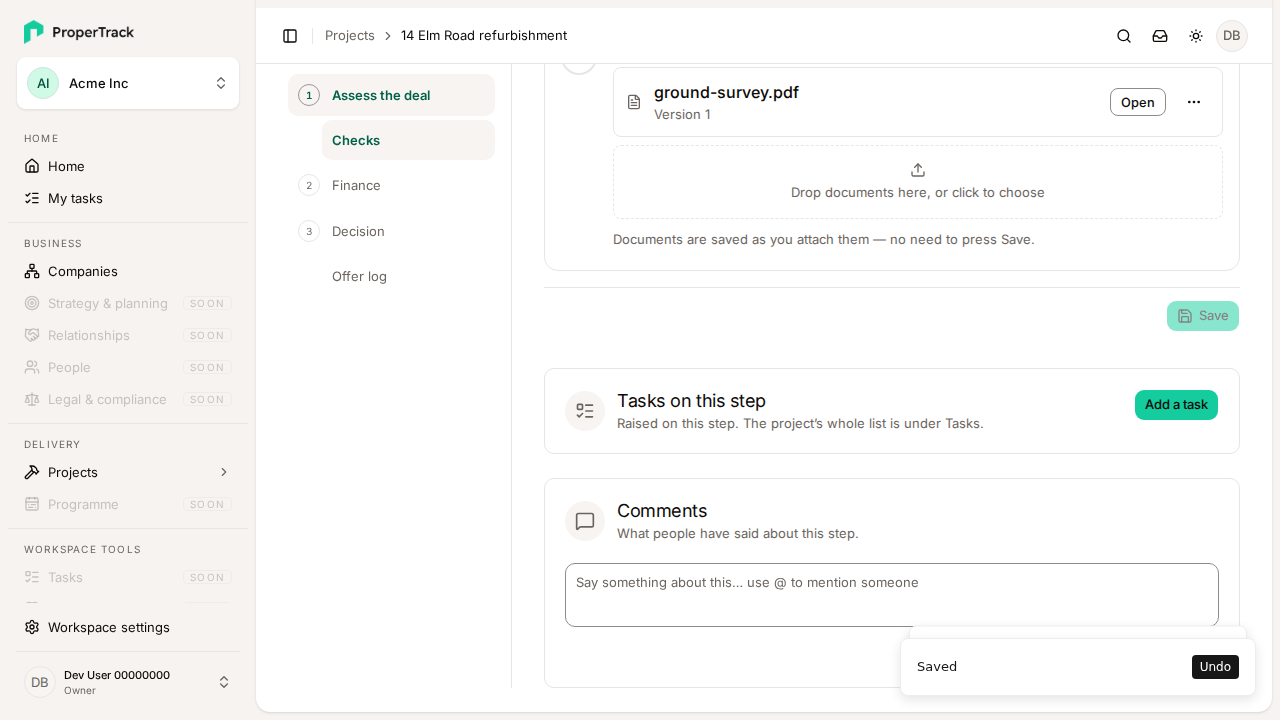 ProperTrack
AI
Acme Inc
HOME
Home
My tasks
BUSINESS
Companies
Strategy & planning SOON
Relationships SOON
People SOON
Legal & compliance SOON
DELIVERY
Projects
Programme SOON
WORKSPACE TOOLS
Tasks SOON
Workspace settings
DB
Dev User 00000000
Owner
Projects
14 Elm Road refurbishment
DB
1 Assess the deal
Checks
2 Finance
3 Decision
Offer log
ground-survey.pdf
Version 1
Open
Drop documents here, or click to choose
Documents are saved as you attach them — no need to press Save.
Save
Tasks on this step
Raised on this step. The project’s whole list is under Tasks.
Add a task
Comments
What people have said about this step.
Say something about this… use @ to mention someone
Saved
Undo